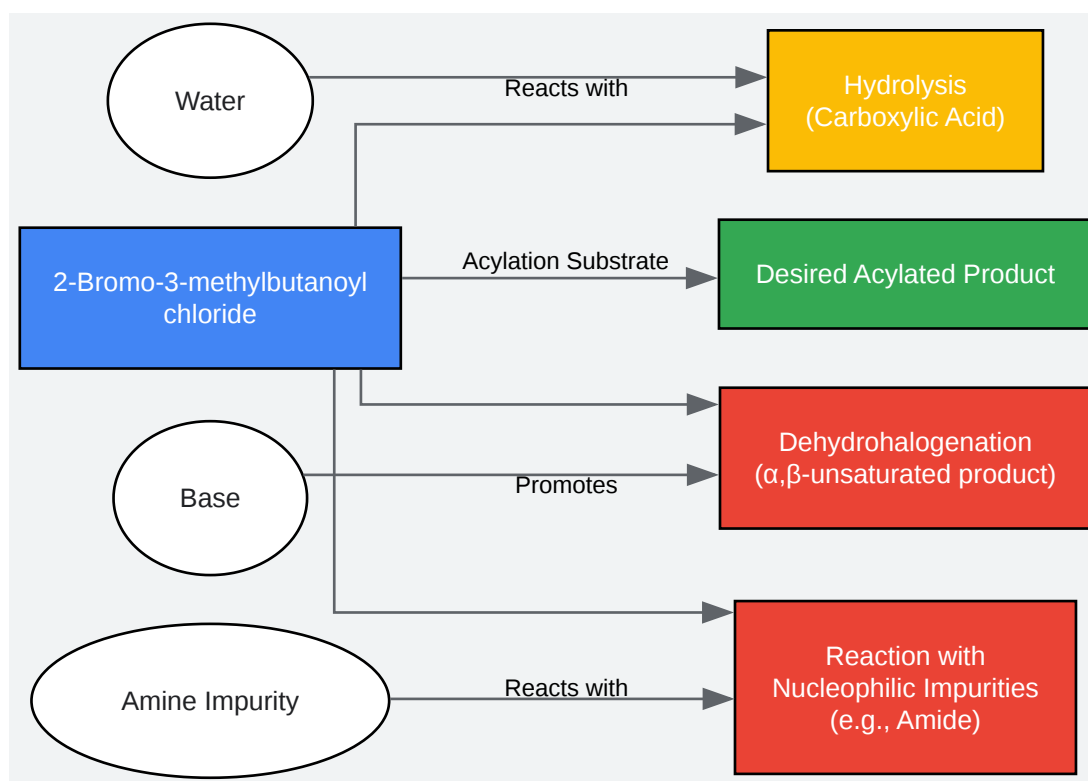 Water
Reacts with
Hydrolysis
(Carboxylic Acid)
2-Bromo-3-methylbutanoyl
chloride
Acylation Substrate
Desired Acylated Product
Base
Promotes
Dehydrohalogenation
(α,β-unsaturated product)
Amine Impurity
Reacts with
Reaction with
Nucleophilic Impurities
(e.g., Amide)